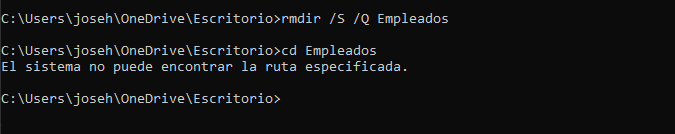 C:\Users\joseh\OneDrive\Escritorio>rmdir /S /Q Empleados
C:\Users\joseh\OneDrive\Escritorio>cd Empleados
El sistema no puede encontrar la ruta especificada.
C:\Users\joseh\OneDrive\Escritorio>